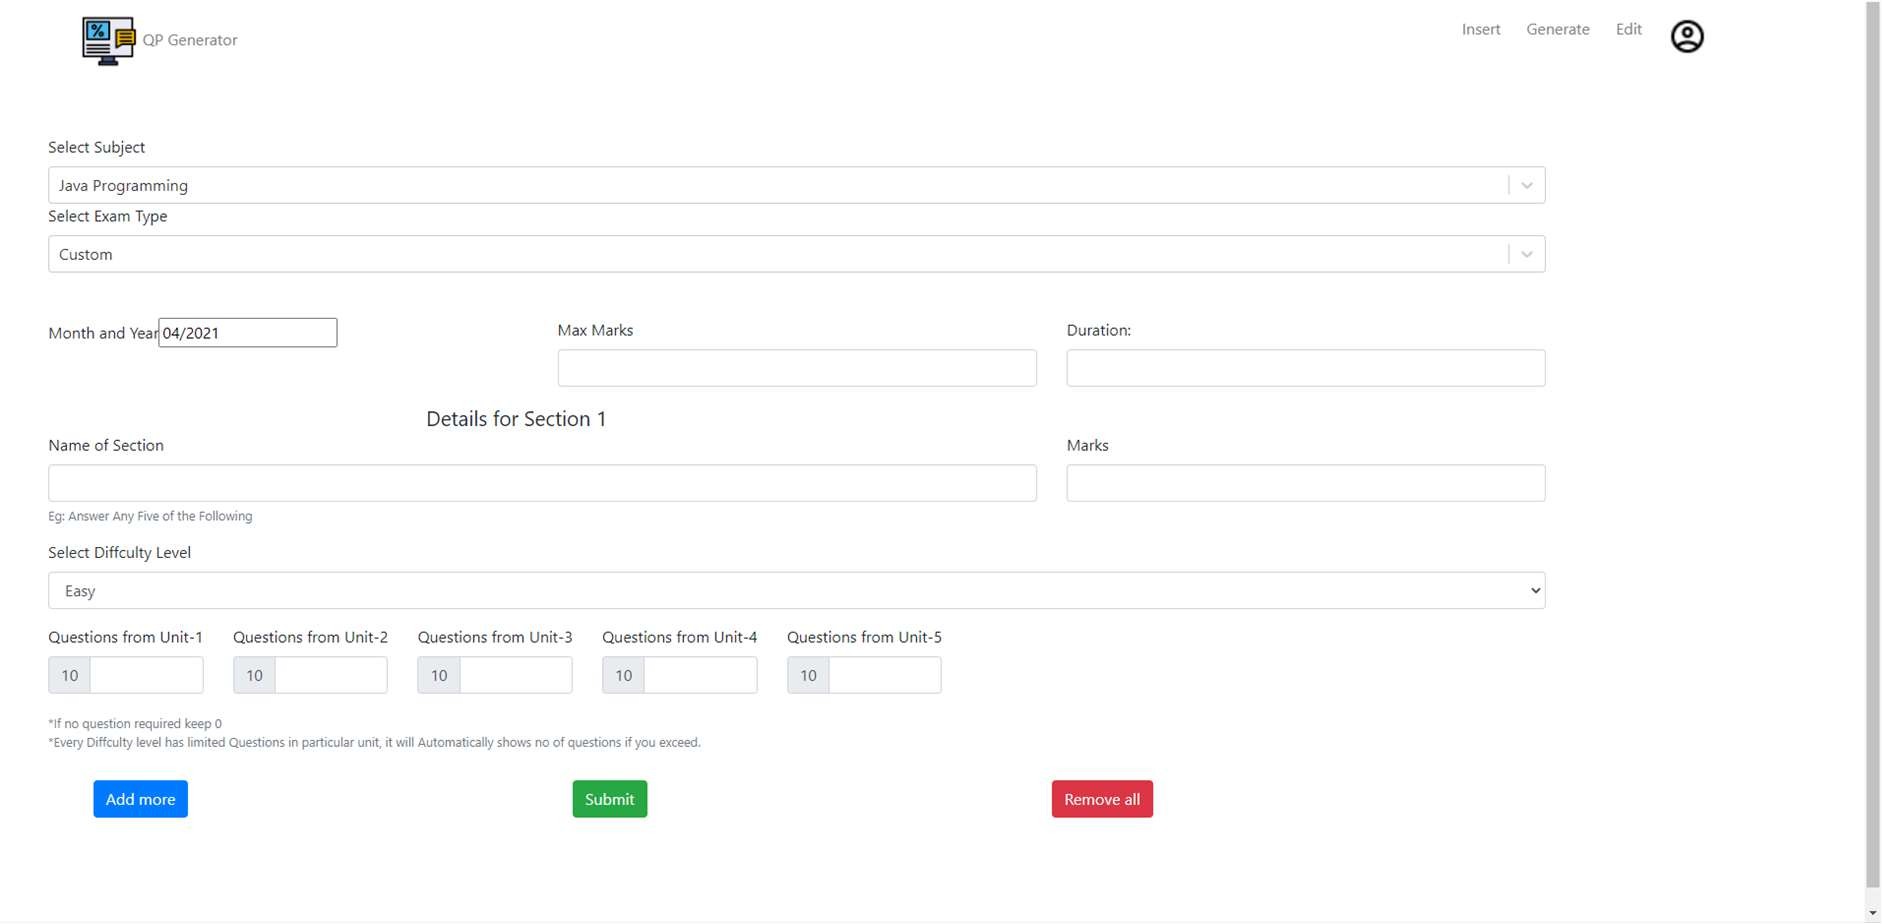 QP Generator
Insert Generate Edit
Select Subject
Java Programming
Select Exam Type
Custom
Month and Year 04/2021
Max Marks
Duration:
Details for Section 1
Name of Section
Marks
Eg: Answer Any Five of the Following
Select Diffculty Level
Easy
Questions from Unit-1 Questions from Unit-2 Questions from Unit-3 Questions from Unit-4 Questions from Unit-5
10 10 10 10 10
*If no question required keep 0
*Every Diffculty level has limited Questions in particular unit, it will Automatically shows no of questions if you exceed.
Add more Submit Remove all